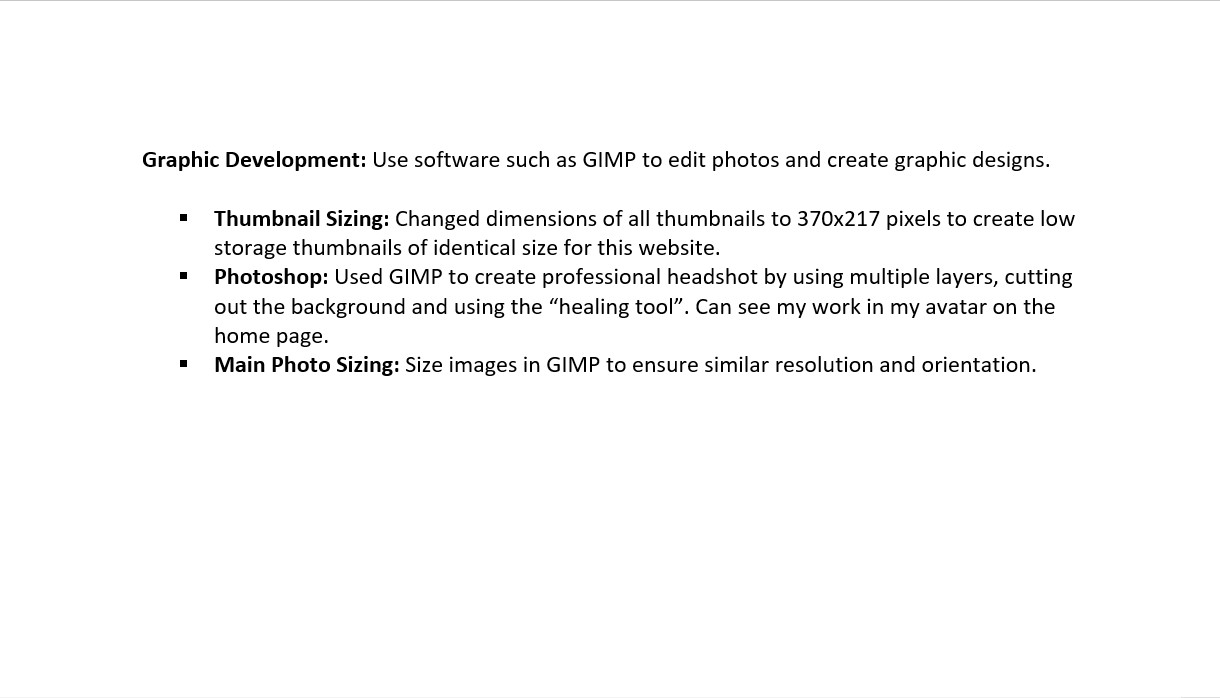 Graphic Development: Use software such as GIMP to edit photos and create graphic designs.
▪ Thumbnail Sizing: Changed dimensions of all thumbnails to 370x217 pixels to create low
storage thumbnails of identical size for this website.
▪ Photoshop: Used GIMP to create professional headshot by using multiple layers, cutting
out the background and using the “healing tool”. Can see my work in my avatar on the
home page.
▪ Main Photo Sizing: Size images in GIMP to ensure similar resolution and orientation.